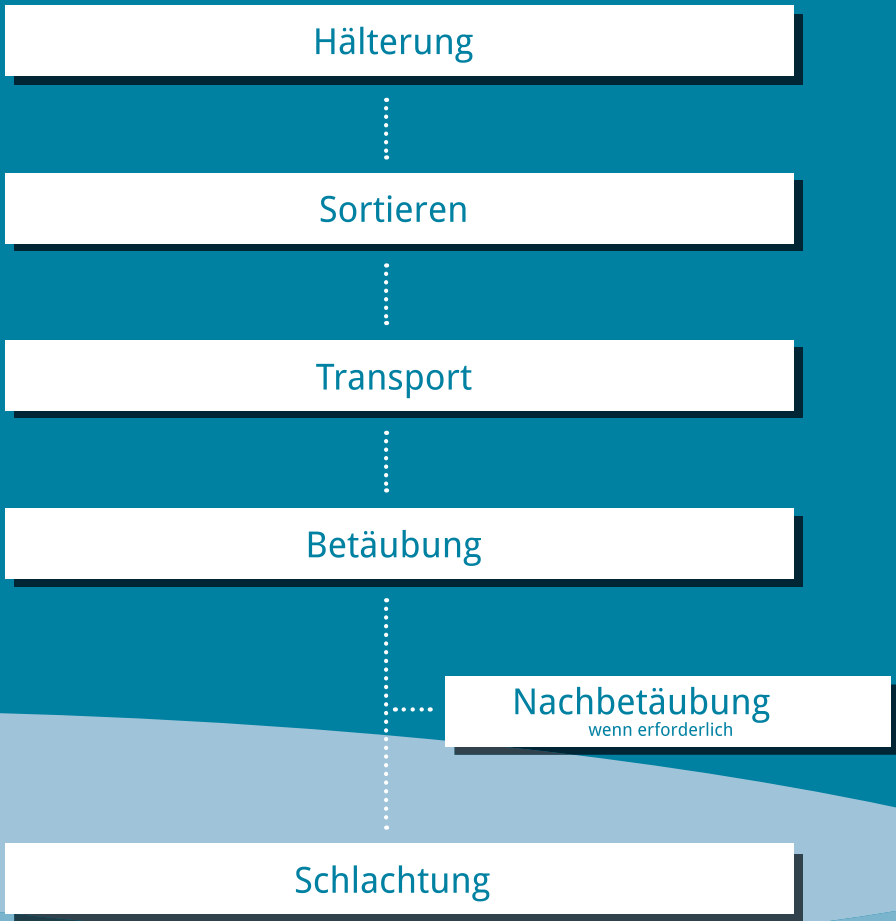 Hälterung
Sortieren
Transport
Betäubung
Nachbetäubung
wenn erforderlich
Schlachtung